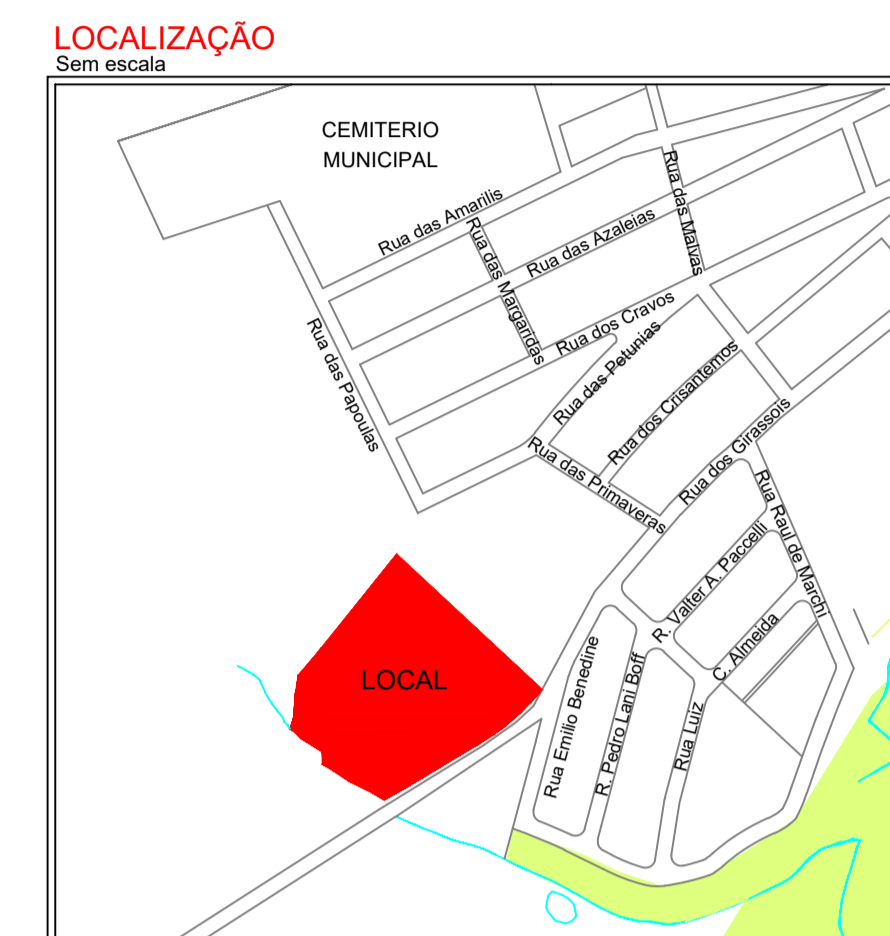 LOCALIZAÇÃO
Sem escala
CEMITERIO
MUNICIPAL
Rua das Amarilis
Rua das Malvas
Rua das Azaleias
Rua das Margaridas
Rua dos Cravos
Rua das Papoulas
Rua das Petunias
Rua dos Crisantemos
Rua dos Girassois
Rua das Primaveras
Rua Raul de Marchi
R. Valter A. Paccelli
C. Almeida
Rua Emilio Benedine
R. Pedro Lani Boff
Rua Luiz
LOCAL